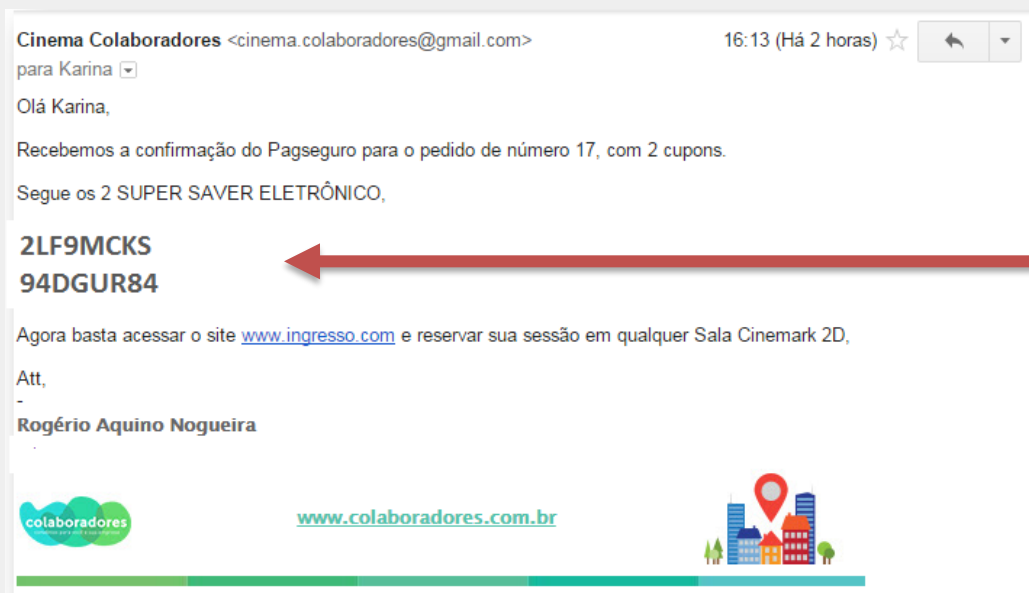 Cinema Colaboradores <cinema.colaboradores@gmail.com> 16:13 (Há 2 horas)
para Karina
Olá Karina,
Recebemos a confirmação do Pagseguro para o pedido de número 17, com 2 cupons.
Segue os 2 SUPER SAVER ELETRÔNICO,
2LF9MCKS
94DGUR84
Agora basta acessar o site www.ingresso.com e reservar sua sessão em qualquer Sala Cinemark 2D,
Att,
-
Rogério Aquino Nogueira
colaboradores
www.colaboradores.com.br